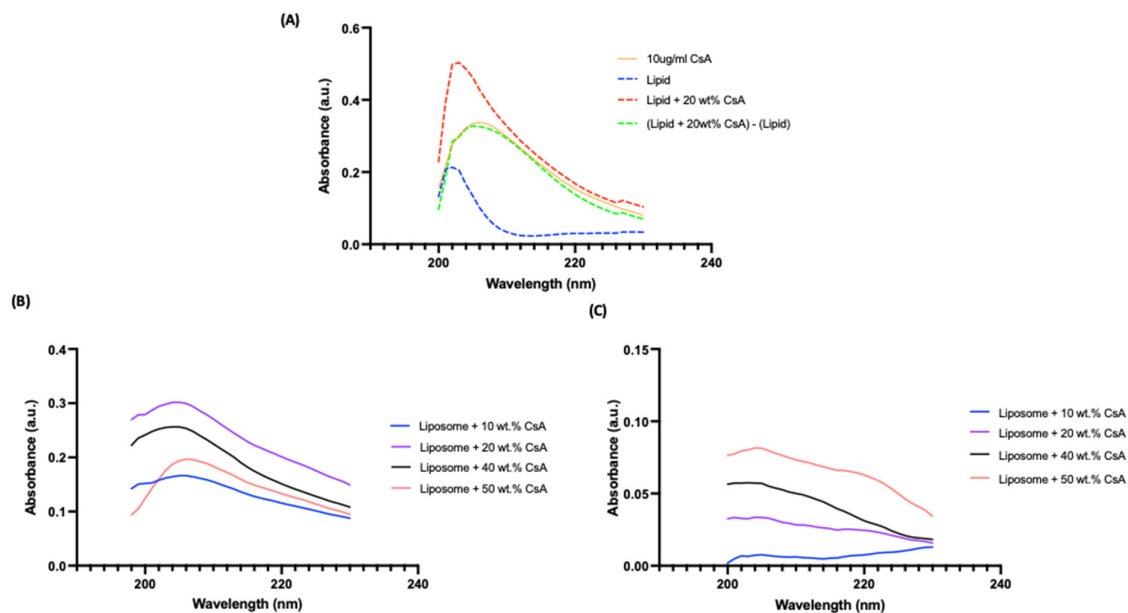 (A)
0.6
0.4
0.2
0.0
Absorbance (a.u.)
200
220
240
Wavelength (nm)
10ug/ml CsA
Lipid
Lipid + 20 wt% CsA
(Lipid + 20wt% CsA) - (Lipid)
(B)
0.4
0.3
0.2
0.1
0.0
Absorbance (a.u.)
200
220
240
Wavelength (nm)
Liposome + 10 wt.% CsA
Liposome + 20 wt.% CsA
Liposome + 40 wt.% CsA
Liposome + 50 wt.% CsA
(C)
0.15
0.10
0.05
0.00
Absorbance (a.u.)
200
220
240
Wavelength (nm)
Liposome + 10 wt.% CsA
Liposome + 20 wt.% CsA
Liposome + 40 wt.% CsA
Liposome + 50 wt.% CsA